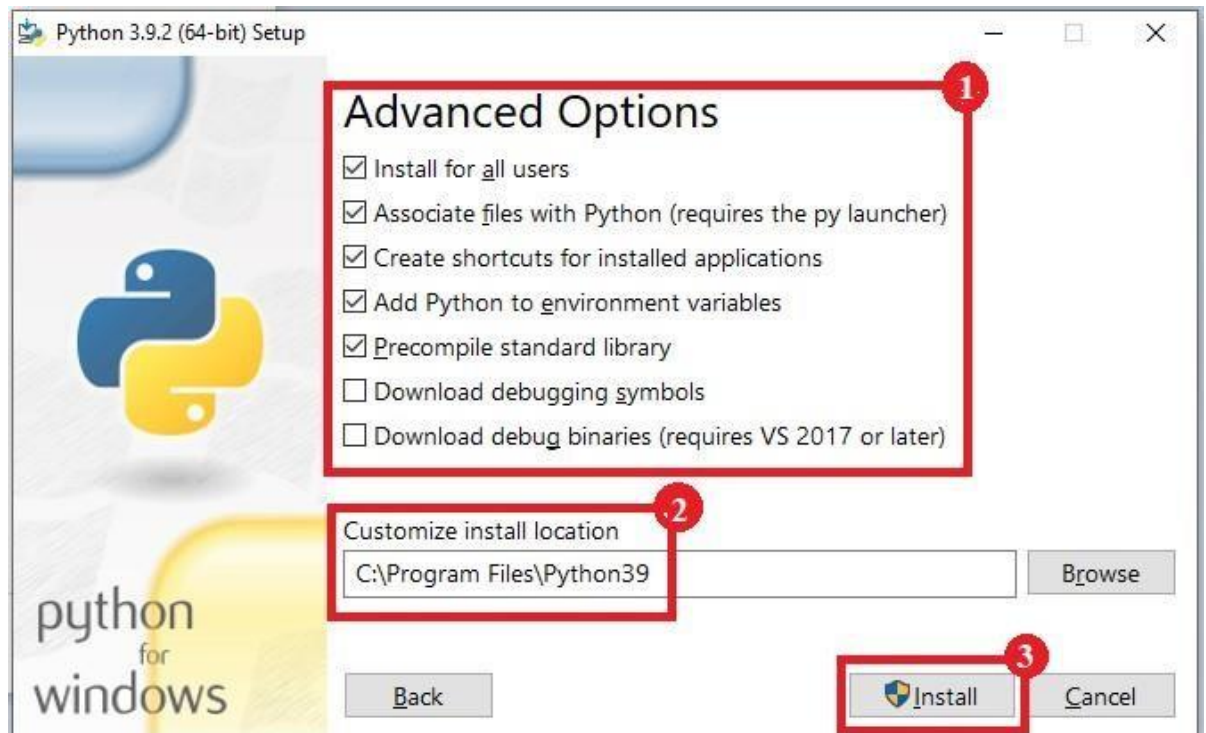 Python 3.9.2 (64-bit) Setup
1
Advanced Options
Install for all users
Associate files with Python (requires the py launcher)
Create shortcuts for installed applications
Add Python to environment variables
Precompile standard library
Download debugging symbols
Download debug binaries (requires VS 2017 or later)
2
Customize install location
C:\Program Files\Python39
Browse
python
for
windows
3
Back
Install
Cancel